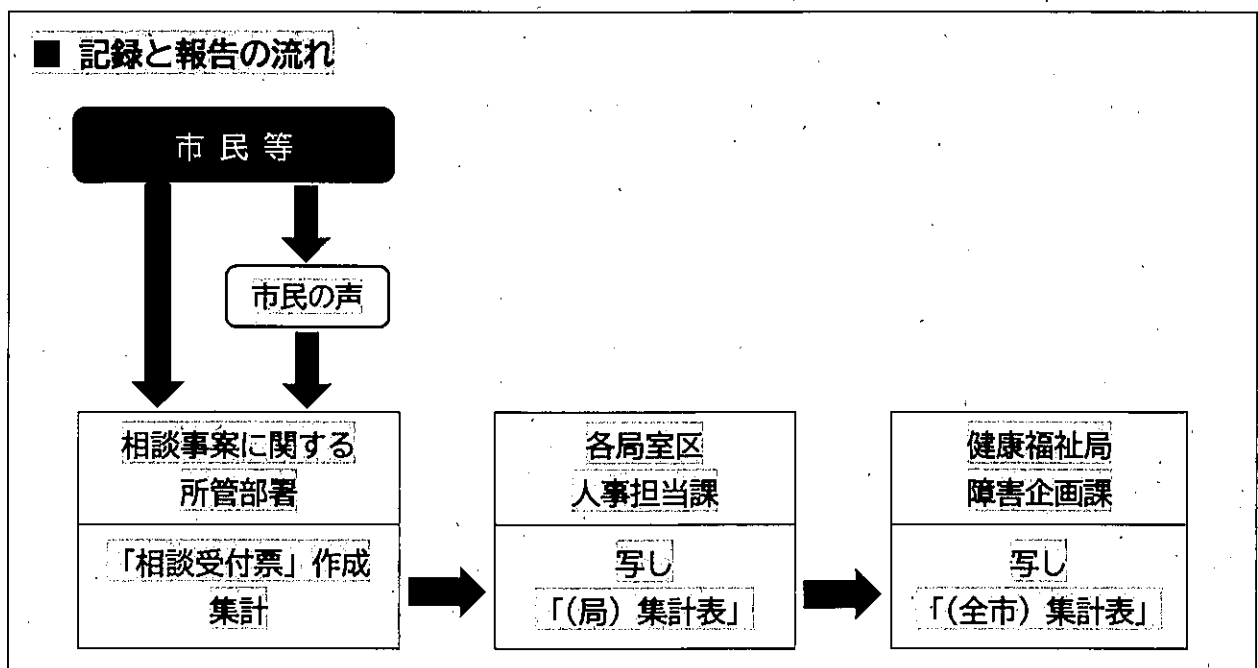 ■ 記録と報告の流れ
市民等
市民の声
相談事案に関する
所管部署
「相談受付票」作成
集計
各局室区
人事担当課
写し
「(局)集計表」
健康福祉局
障害企画課
写し
「(全市)集計表」